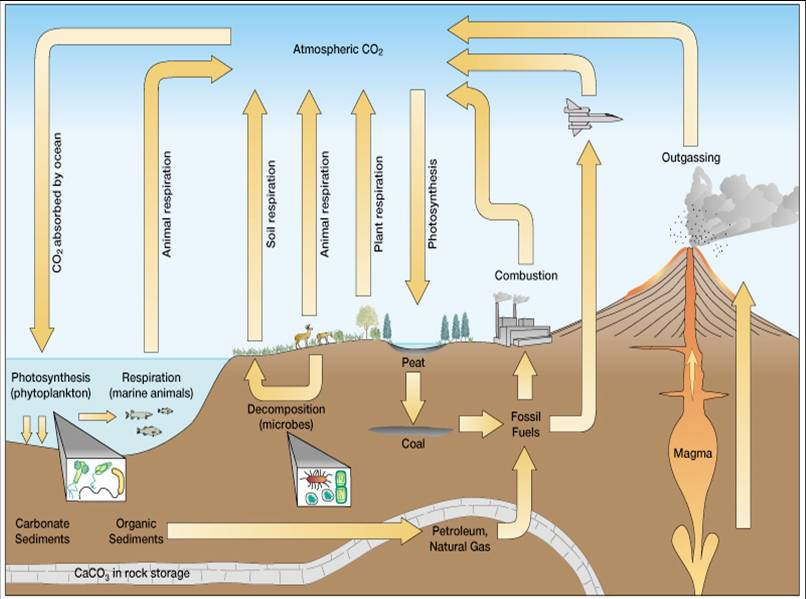 Atmospheric CO₂
CO₂ absorbed by ocean
Animal respiration
Soil respiration
Animal respiration
Plant respiration
Photosynthesis
Outgassing
Combustion
Photosynthesis
(phytoplankton)
Respiration
(marine animals)
Decomposition
(microbes)
Peat
Coal
Fossil
Fuels
Magma
Carbonate
Sediments
Organic
Sediments
Petroleum,
Natural Gas
CaCO₃ in rock storage